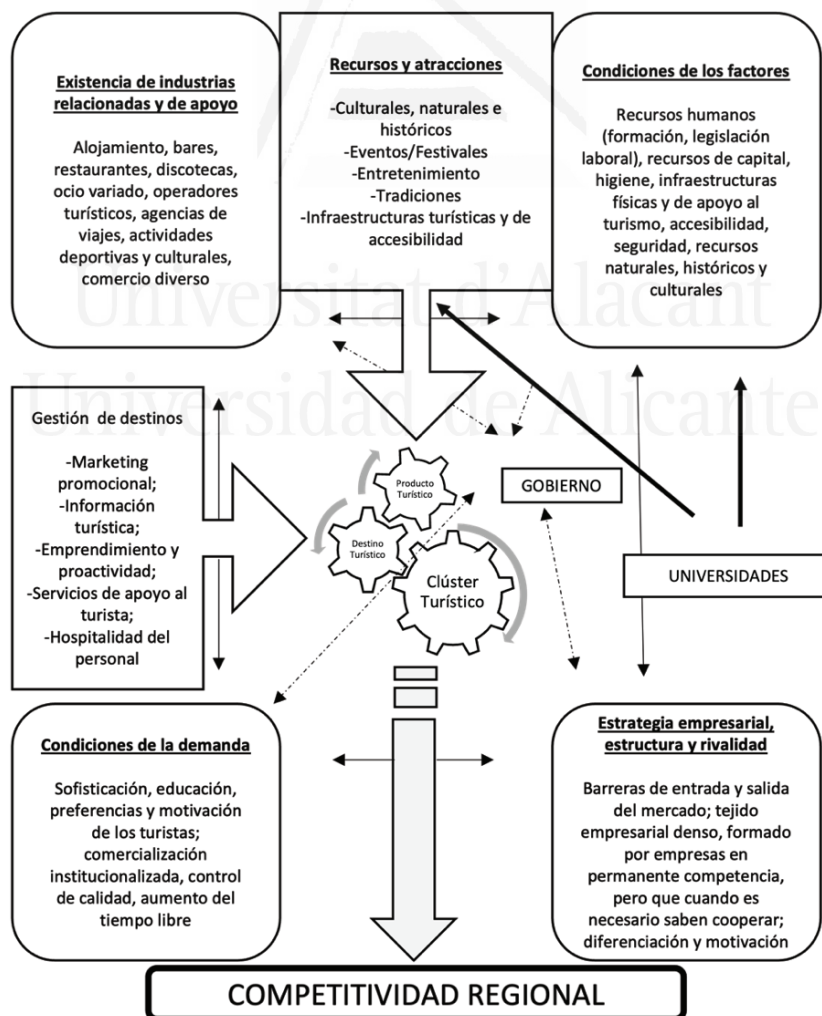 Existencia de industrias
relacionadas y de apoyo
Alojamiento, bares,
restaurantes, discotecas,
ocio variado, operadores
turísticos, agencias de
viajes, actividades
deportivas y culturales,
comercio diverso
Recursos y atracciones
-Culturales, naturales e
históricos
-Eventos/Festivales
-Entretenimiento
-Tradiciones
-Infraestructuras turísticas y de
accesibilidad
Condiciones de los factores
Recursos humanos
(formación, legislación
laboral), recursos de capital,
higiene, infraestructuras
físicas y de apoyo al
turismo, accesibilidad,
seguridad, recursos
naturales, históricos y
culturales
Universitat d'Alacant
Universidad de Alicante
Gestión de destinos
-Marketing
promocional;
-Información
turística;
-Emprendimiento y
proactividad;
-Servicios de apoyo al
turista;
-Hospitalidad del
personal
Producto
Turístico
Destino
Turístico
Clúster
Turístico
GOBIERNO
UNIVERSIDADES
Condiciones de la demanda
Sofisticación, educación,
preferencias y motivación
de los turistas;
comercialización
institucionalizada, control
de calidad, aumento del
tiempo libre
Estrategia empresarial,
estructura y rivalidad
Barreras de entrada y salida
del mercado; tejido
empresarial denso, formado
por empresas en
permanente competencia,
pero que cuando es
necesario saben cooperar;
diferenciación y motivación
COMPETITIVIDAD REGIONAL